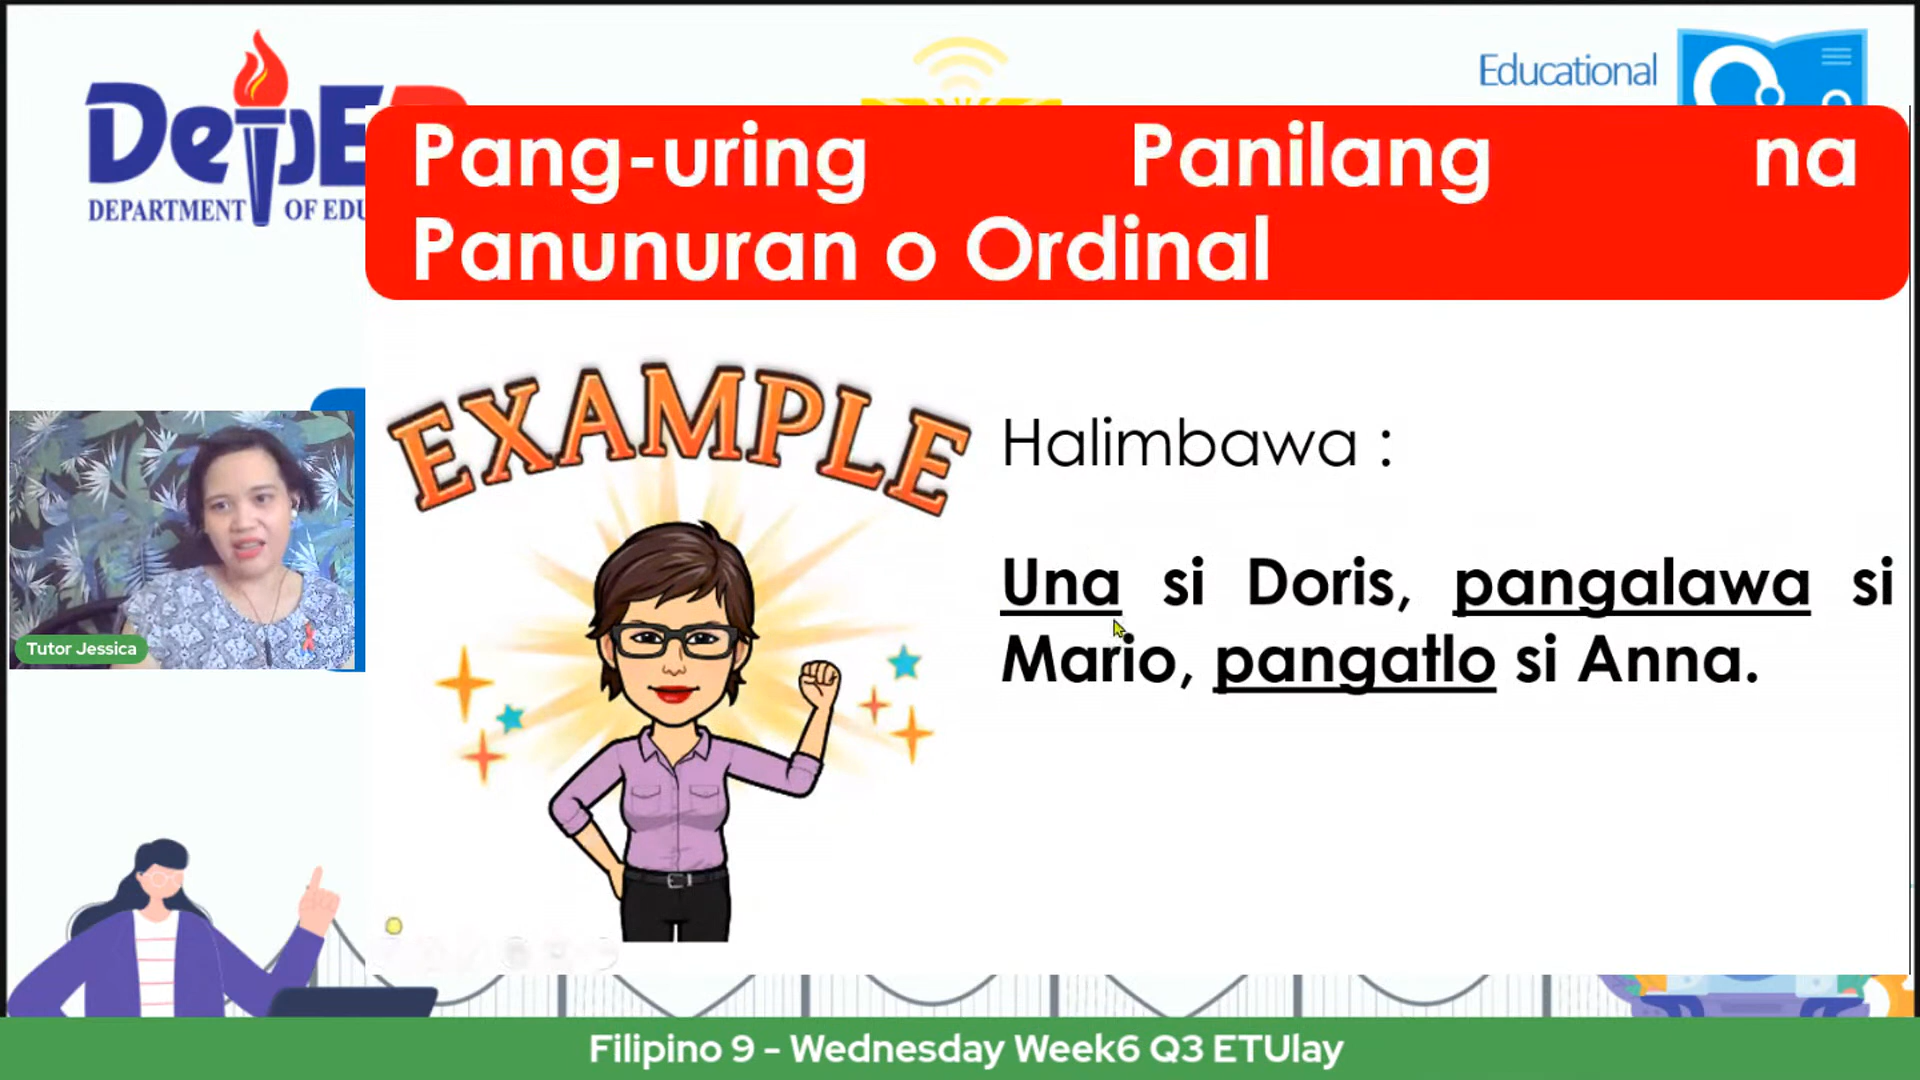 DepE
DEPARTMENT OF EDU
Educational
Pang-uring Panilang na
Panunuran o Ordinal
EXAMPLE
Halimbawa :
Una si Doris, pangalawa si
Mario, pangatlo si Anna.
Tutor Jessica
Filipino 9 - Wednesday Week6 Q3 ETUlay